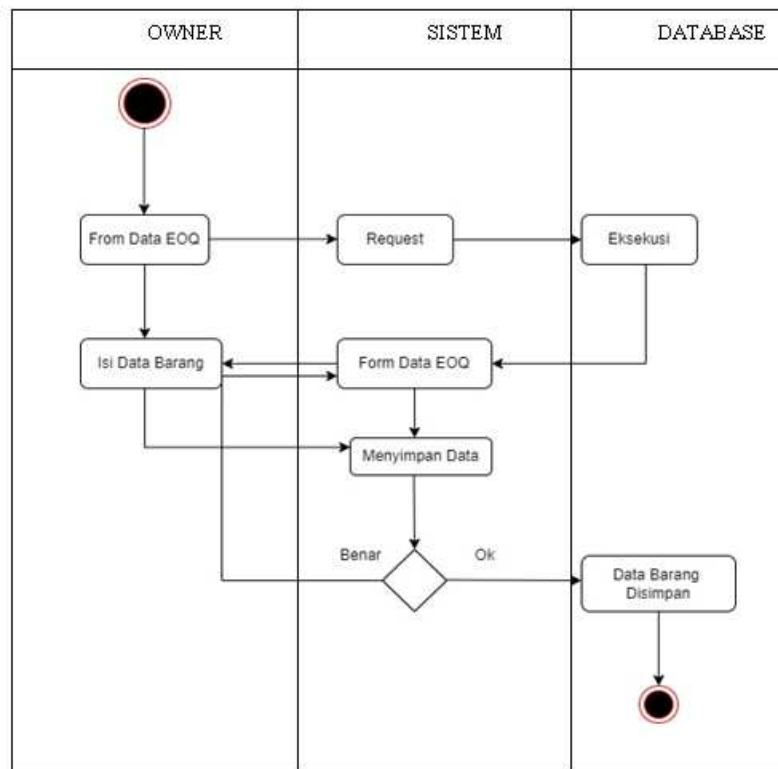 OWNER
SISTEM
DATABASE
From Data EOQ
Request
Eksekusi
Isi Data Barang
Form Data EOQ
Menyimpan Data
Benar
Ok
Data Barang
Disimpan